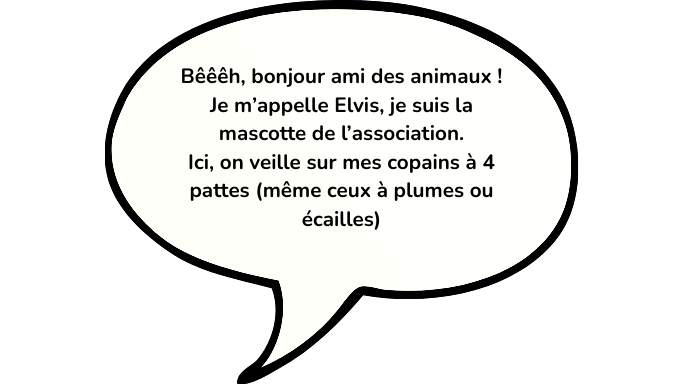 Bêêêh, bonjour ami des animaux !
Je m’appelle Elvis, je suis la
mascotte de l’association.
Ici, on veille sur mes copains à 4
pattes (même ceux à plumes ou
écailles)